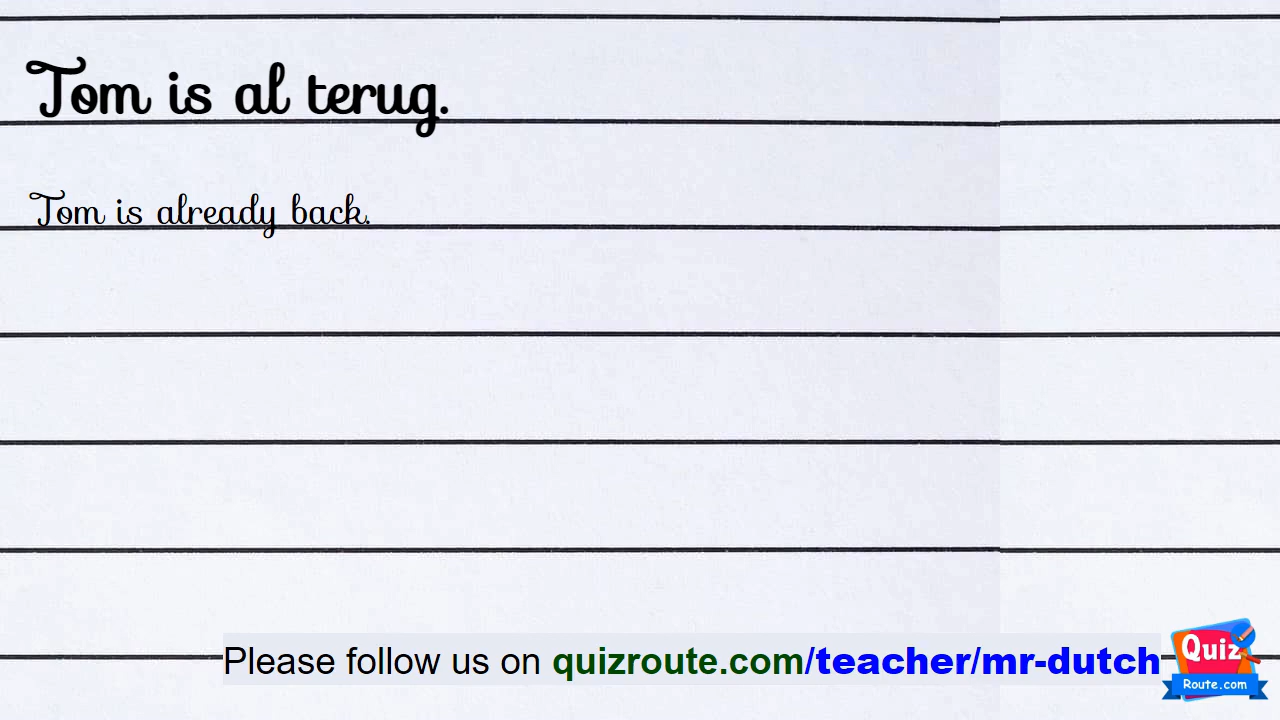 Tom is al terug.
Tom is already back.
Please follow us on quizroute.com/teacher/mr-dutch
Quiz
Route.com